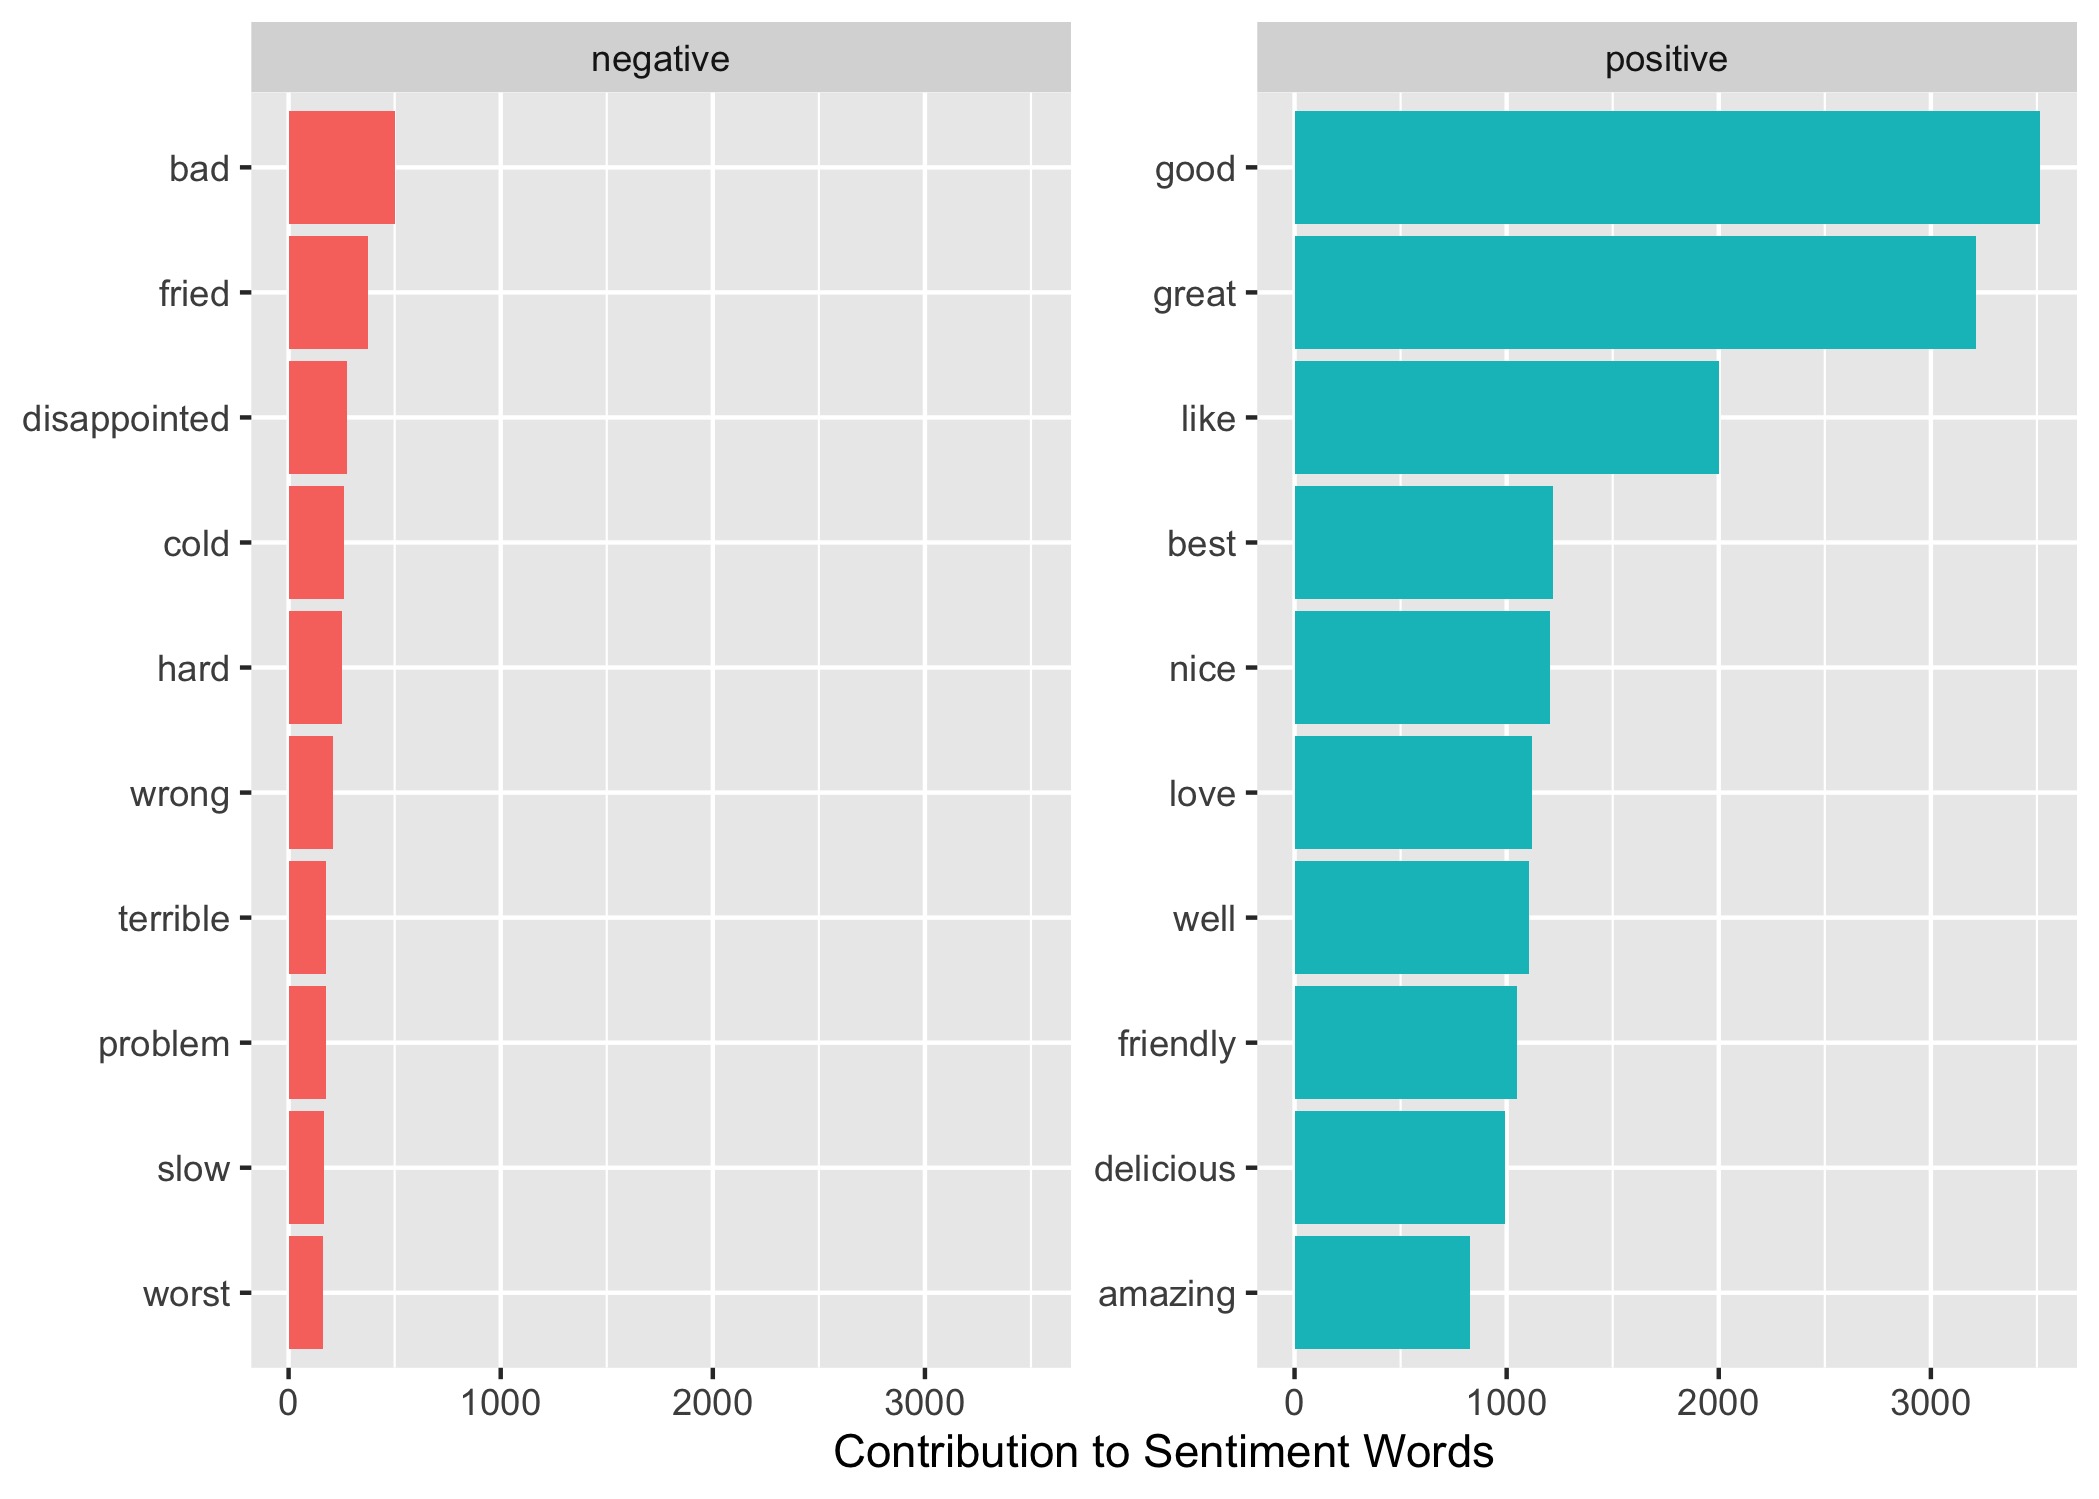 negative
bad
fried
disappointed
cold
hard
wrong
terrible
problem
slow
worst
0 1000 2000 3000
positive
good
great
like
best
nice
love
well
friendly
delicious
amazing
0 1000 2000 3000
Contribution to Sentiment Words